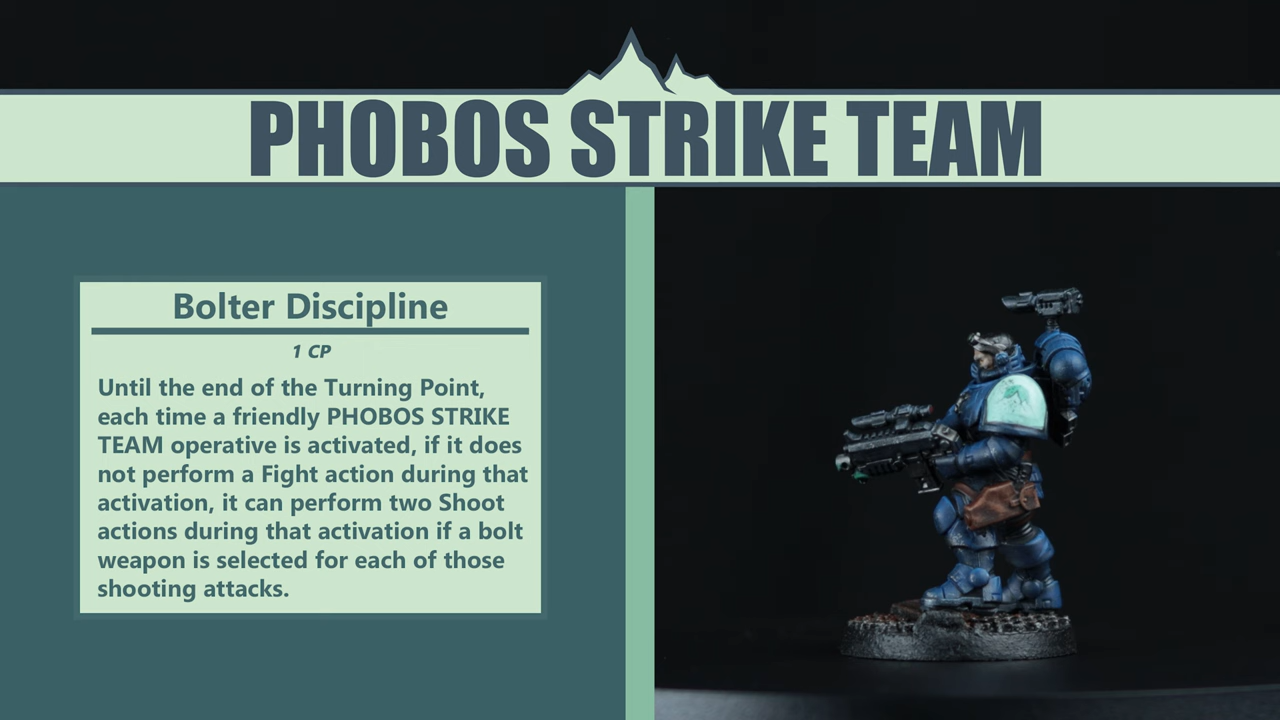 PHOBOS STRIKE TEAM
Bolter Discipline
1 CP
Until the end of the Turning Point,
each time a friendly PHOBOS STRIKE
TEAM operative is activated, if it does
not perform a Fight action during that
activation, it can perform two Shoot
actions during that activation if a bolt
weapon is selected for each of those
shooting attacks.